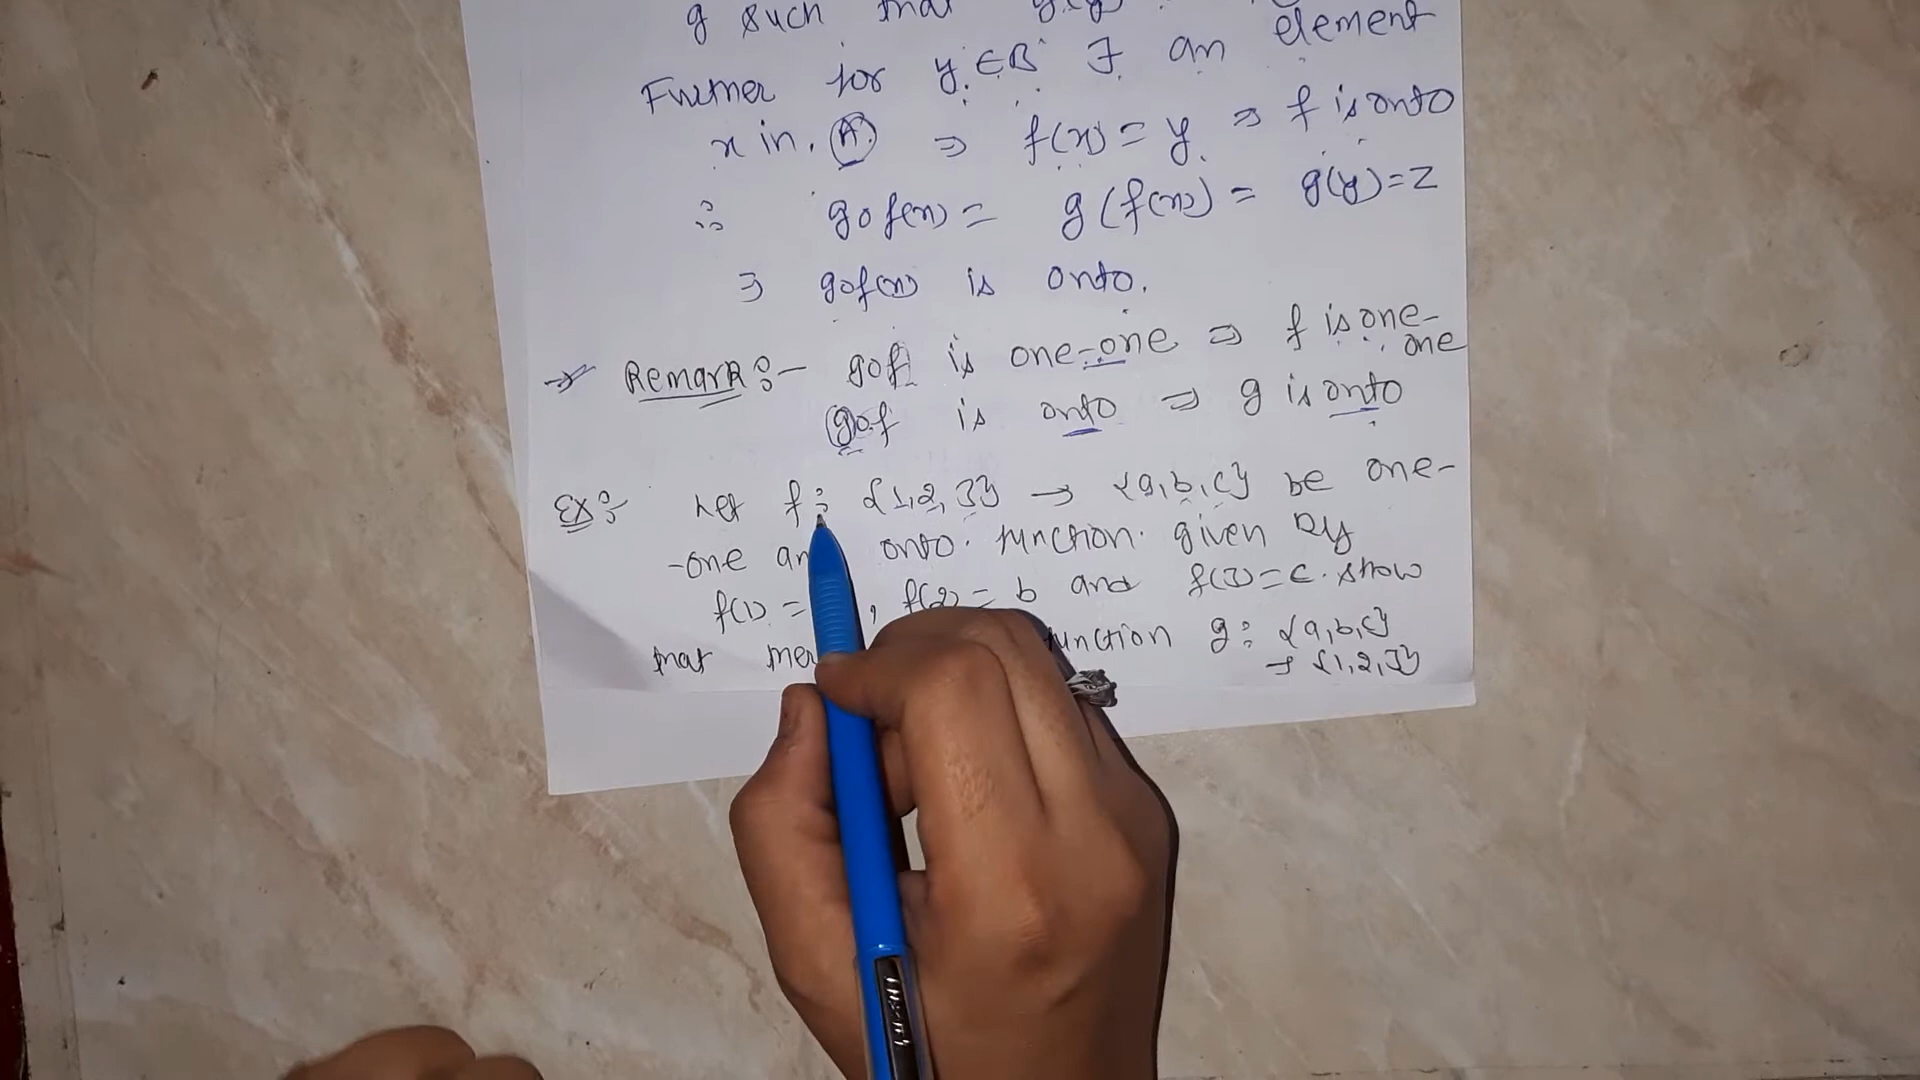 g such that
Further for y ∈ B ∃ an element
x in A ⇒ f(x) = y ⇒ f is onto
∴ gof(x) = g(f(x)) = g(y) = z
⇒ gof(x) is onto.
Remark:- gof is one-one ⇒ f is one-one
gof is onto ⇒ g is onto
Ex:- Let f: {1,2,3} → {a,b,c} be one-
-one an onto function given by
f(1) = , f(2) = b and f(3) = c. show
that function g: {a,b,c}
→ {1,2,3}